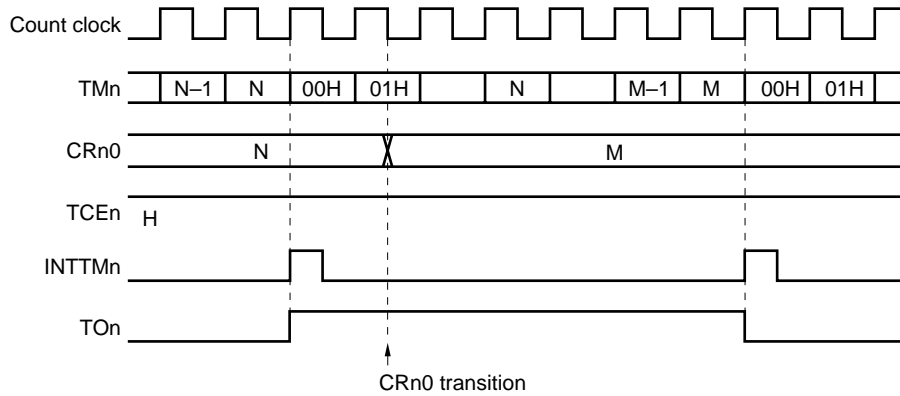 Count clock
TMn N–1 N 00H 01H N M–1 M 00H 01H
CRn0 N M
TCEn H
INTTMn
TOn
CRn0 transition